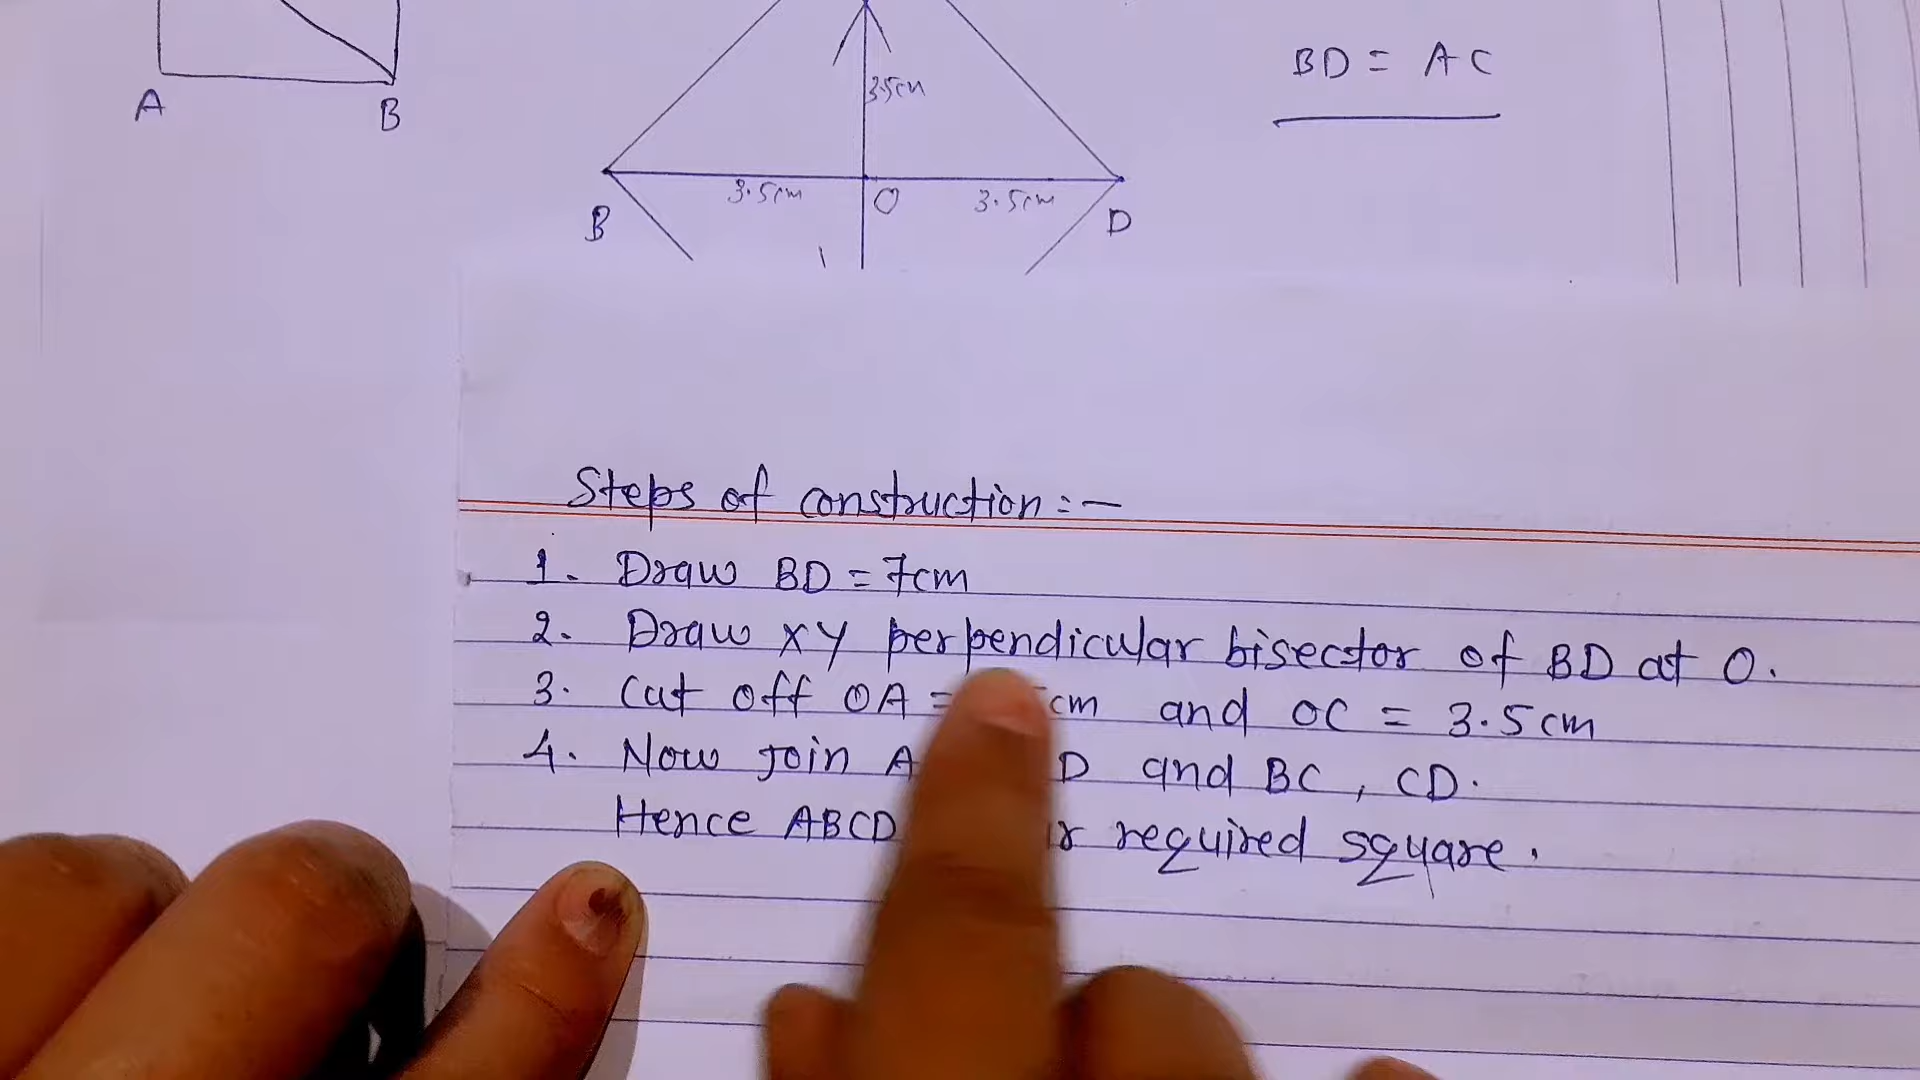 BD = AC
A
B
3.5cm
3.5cm
O
3.5cm
B
D
Steps of construction :-
1. Draw BD = 7cm
2. Draw XY perpendicular bisector of BD at O.
3. Cut off OA = cm and OC = 3.5cm
4. Now Join A D and BC, CD.
Hence ABCD required square.